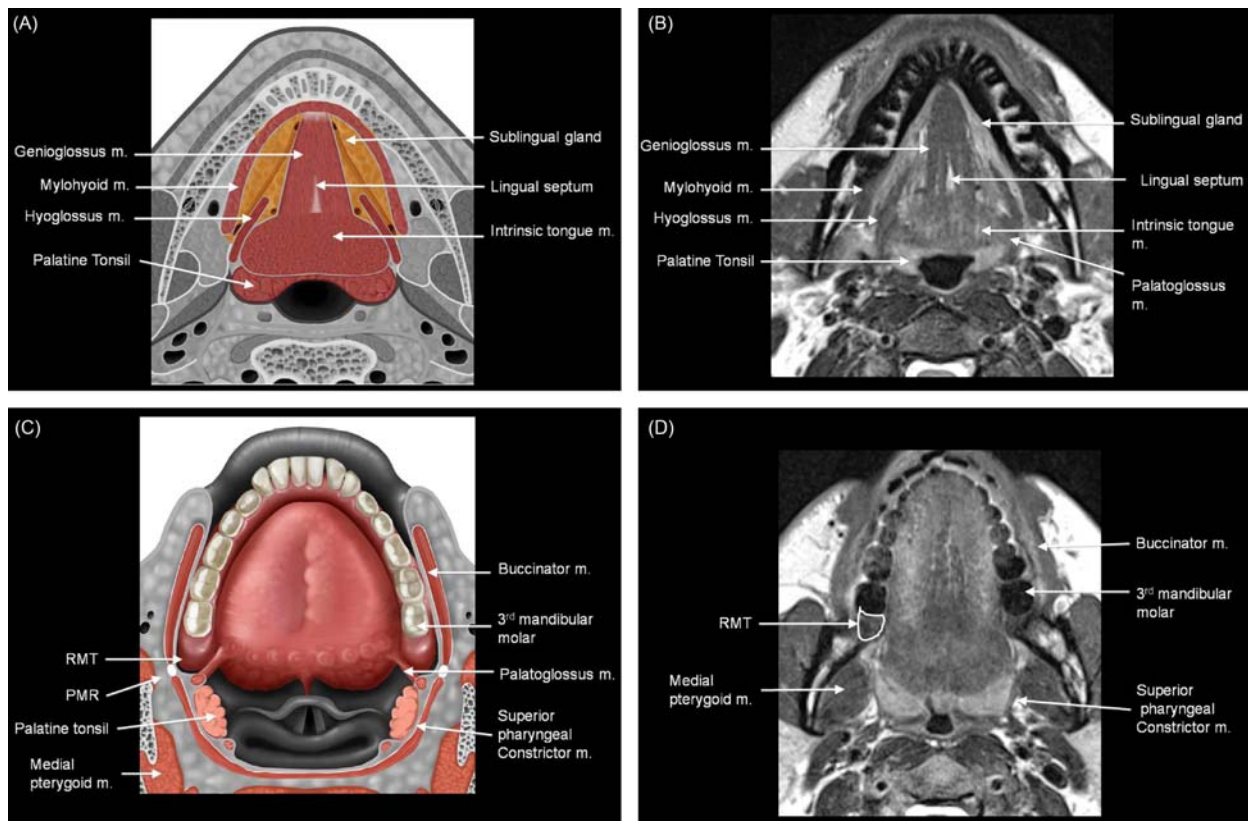 (A)
Genioglossus m.
Mylohyoid m.
Hyoglossus m.
Palatine Tonsil
Sublingual gland
Lingual septum
Intrinsic tongue m.
(B)
Genioglossus m.
Mylohyoid m.
Hyoglossus m.
Palatine Tonsil
Sublingual gland
Lingual septum
Intrinsic tongue
m.
Palatoglossus
m.
(C)
RMT
PMR
Palatine tonsil
Medial
pterygoid m.
Buccinator m.
3rd mandibular
molar
Palatoglossus m.
Superior
pharyngeal
Constrictor m.
(D)
RMT
Medial
pterygoid m.
Buccinator m.
3rd mandibular
molar
Superior
pharyngeal
Constrictor m.